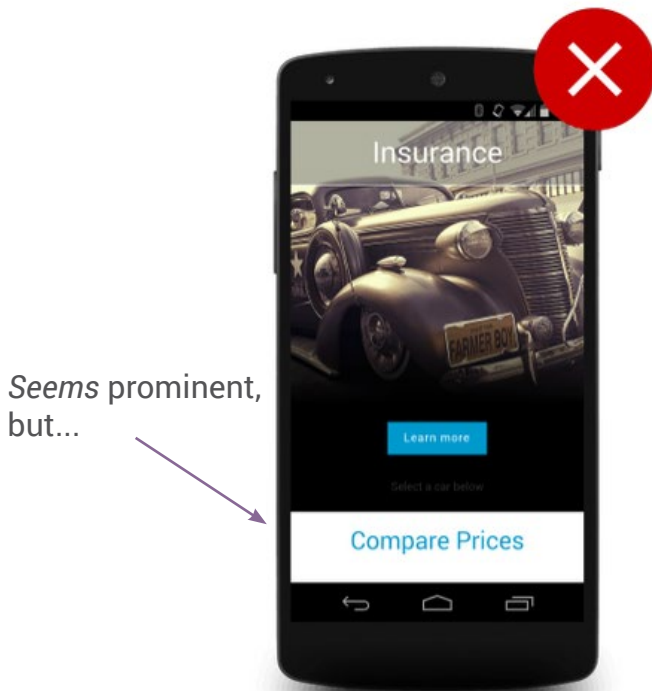 Insurance
FARMER BOY
Learn more
Select a car below
Seems prominent,
but...
Compare Prices